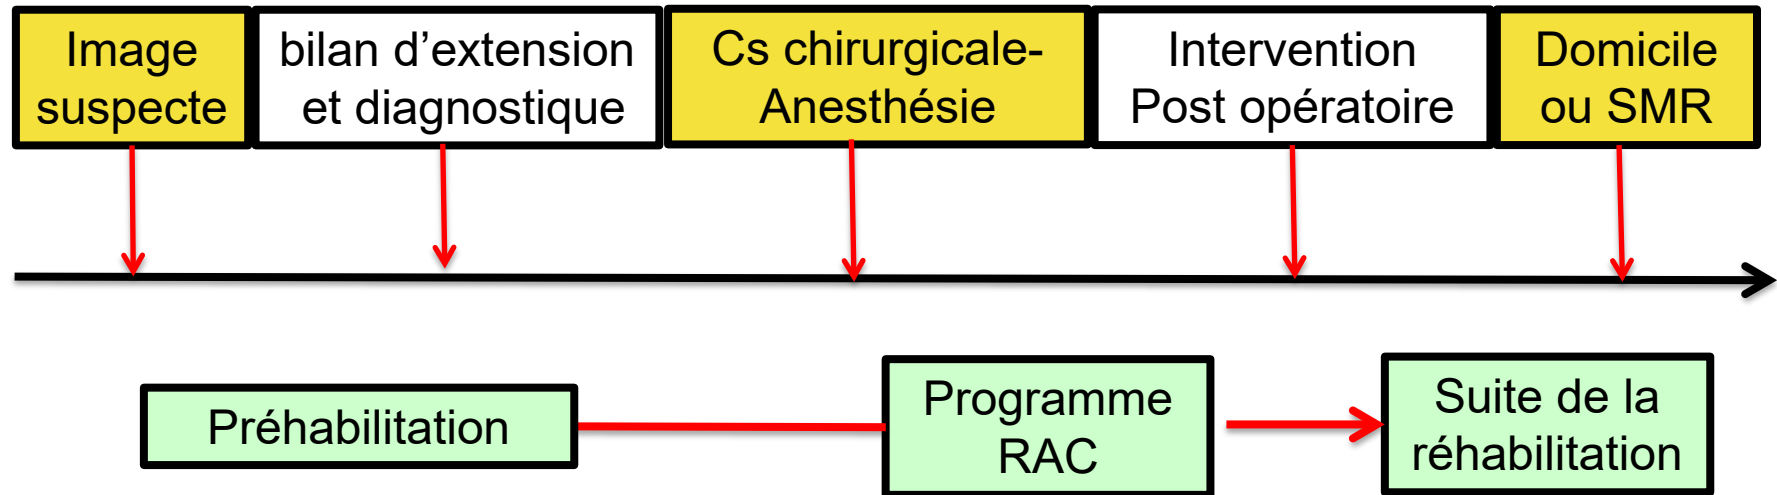 Image
suspecte
bilan d’extension
et diagnostique
Cs chirurgicale-
Anesthésie
Intervention
Post opératoire
Domicile
ou SMR
Préhabilitation
Programme
RAC
Suite de la
réhabilitation